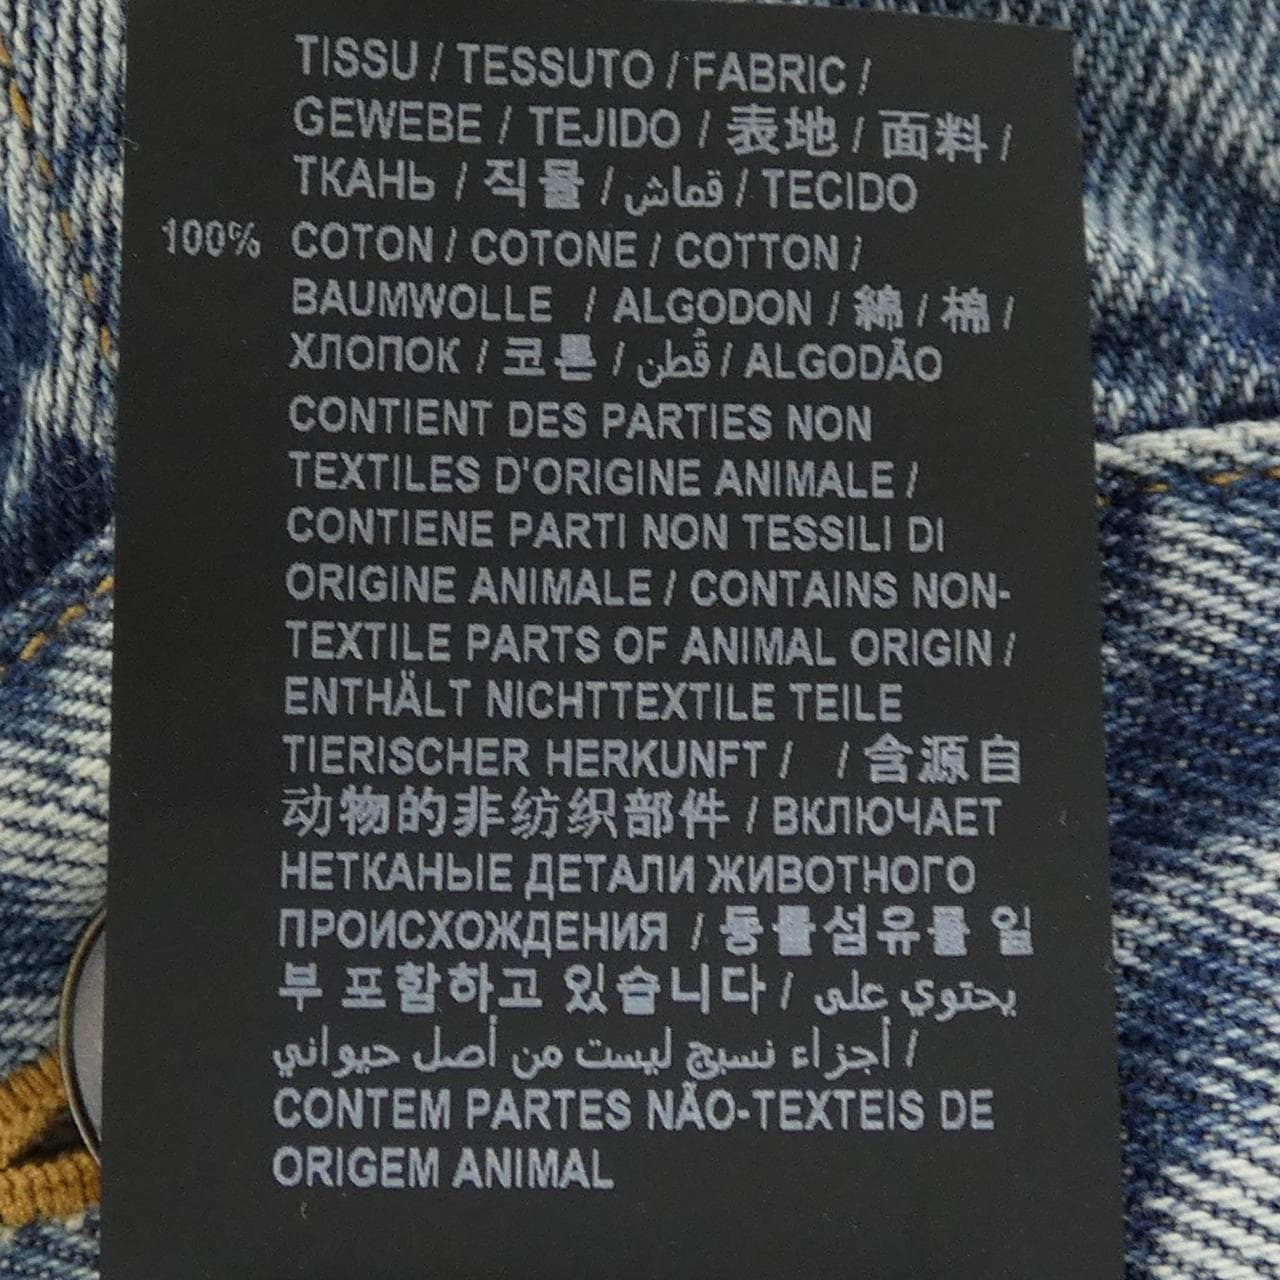 TISSU / TESSUTO / FABRIC /
GEWEBE / TEJIDO / 表地 / 面料 /
ТКАНЬ / 직물 / قماش / TECIDO
100% COTON / COTONE / COTTON /
BAUMWOLLE / ALGODON / 綿 / 棉 /
ХЛОПОК / 코튼 / قُطن / ALGODÃO
CONTIENT DES PARTIES NON
TEXTILES D'ORIGINE ANIMALE /
CONTIENE PARTI NON TESSILI DI
ORIGINE ANIMALE / CONTAINS NON-
TEXTILE PARTS OF ANIMAL ORIGIN /
ENTHÄLT NICHTTEXTILE TEILE
TIERISCHER HERKUNFT / / 含源自
动物的非纺织部件 / ВКЛЮЧАЕТ
НЕТКАНЫЕ ДЕТАЛИ ЖИВОТНОГО
ПРОИСХОЖДЕНИЯ / 동물섬유를 일
부 포함하고 있습니다 / يحتوي على
أجزاء نسيج ليست من أصل حيواني /
CONTEM PARTES NÃO-TEXTEIS DE
ORIGEM ANIMAL